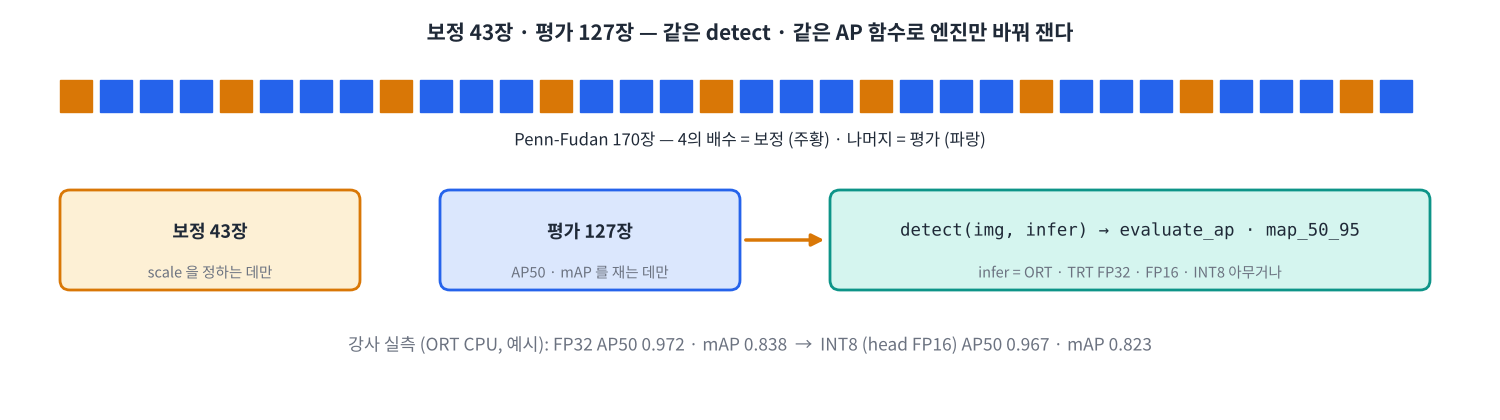 보정 43장 · 평가 127장 — 같은 detect · 같은 AP 함수로 엔진만 바꿔 잰다
Penn-Fudan 170장 — 4의 배수 = 보정 (주황) · 나머지 = 평가 (파랑)
보정 43장
scale 을 정하는 데만
평가 127장
AP50 · mAP 를 재는 데만
detect(img, infer) → evaluate_ap · map_50_95
infer = ORT · TRT FP32 · FP16 · INT8 아무거나
강사 실측 (ORT CPU, 예시): FP32 AP50 0.972 · mAP 0.838 → INT8 (head FP16) AP50 0.967 · mAP 0.823